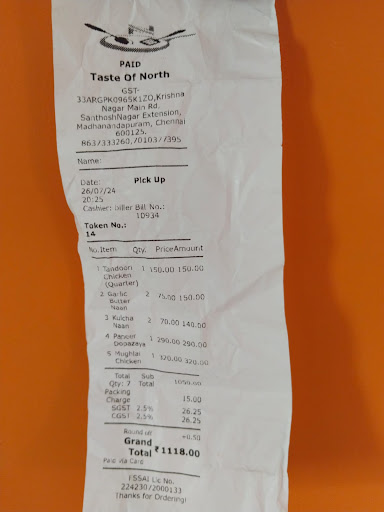 PAID
Taste Of North
GST-
33ARGPK0965K1ZO,Krishna
Nagar Main Rd,
SanthoshNagar Extension,
Madhanandapuram, Chennai
600125.
R637333260,7010377395
Name:
Date: Pick Up
26/07/24
20:25
Cashier: biller Bill No.:
10934
Token No.:
14
No.Item Qty. Price Amount
1 Tandoori 1 150.00 150.00
Chicken
(Quarter)
2 Garlic 2 75.00 150.00
Butter
Naan
3 Kulcha 2 70.00 140.00
Naan
4 Paneer 1 290.00 290.00
Dopazaya
5 Mughlai 1 320.00 320.00
Chicken
Total Sub 1050.00
Qty: 7 Total
Packing
Charge 15.00
SGST 2.5% 26.25
CGST 2.5% 26.25
Round off +0.50
Grand
Total ₹1118.00
Paid via Card
FSSAI Lic No.
22423072000133
Thanks for Ordering!